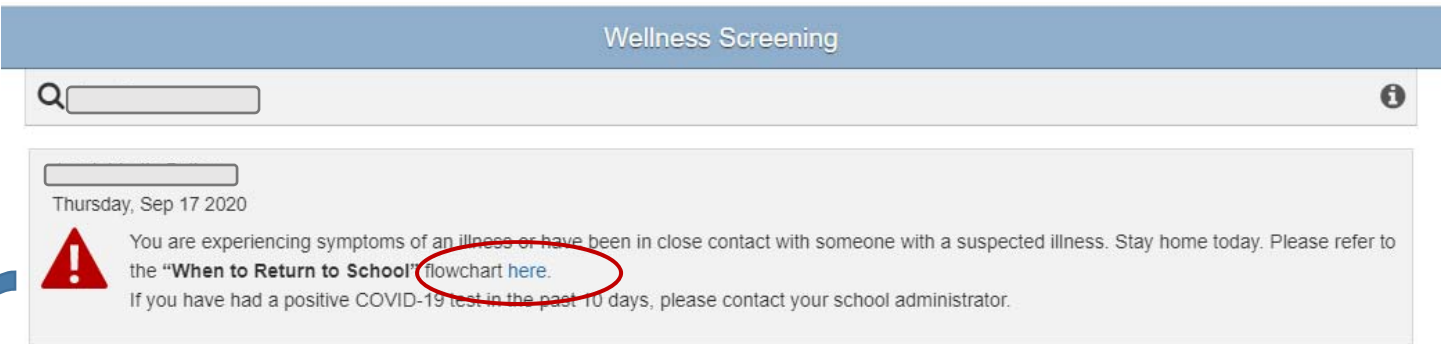 Wellness Screening
Thursday, Sep 17 2020
You are experiencing symptoms of an illness or have been in close contact with someone with a suspected illness. Stay home today. Please refer to
the “When to Return to School” flowchart here.
If you have had a positive COVID-19 test in the past 10 days, please contact your school administrator.